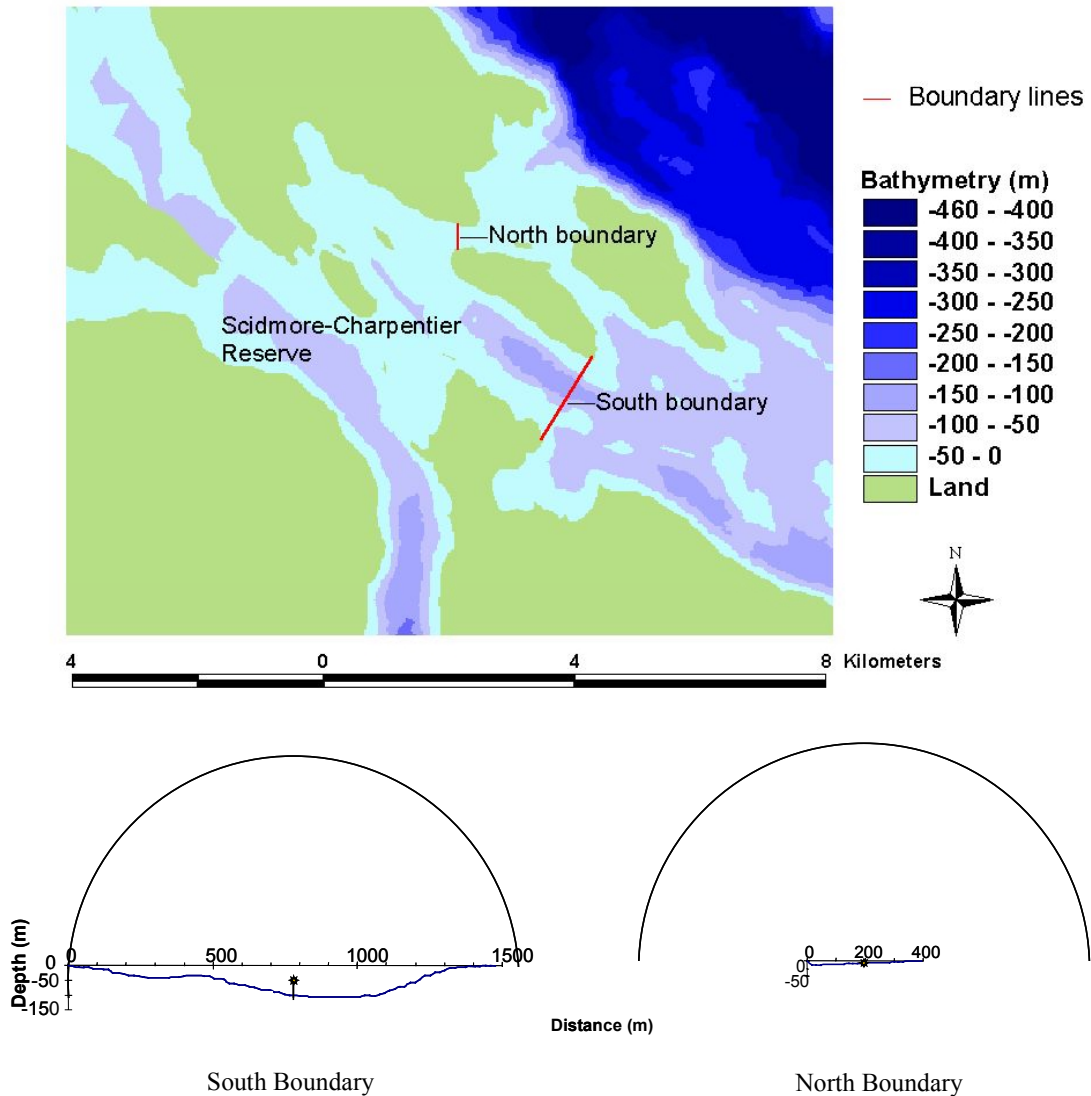 Boundary lines
Bathymetry (m)
-460 - -400
-400 - -350
-350 - -300
-300 - -250
-250 - -200
-200 - -150
-150 - -100
-100 - -50
-50 - 0
Land
North boundary
Scidmore-Charpentier
Reserve
South boundary
N
4 0 4 8 Kilometers
Depth (m)
0 500 1000 1500
0
-50
-150
0 200 400
0
-50
Distance (m)
South Boundary
North Boundary